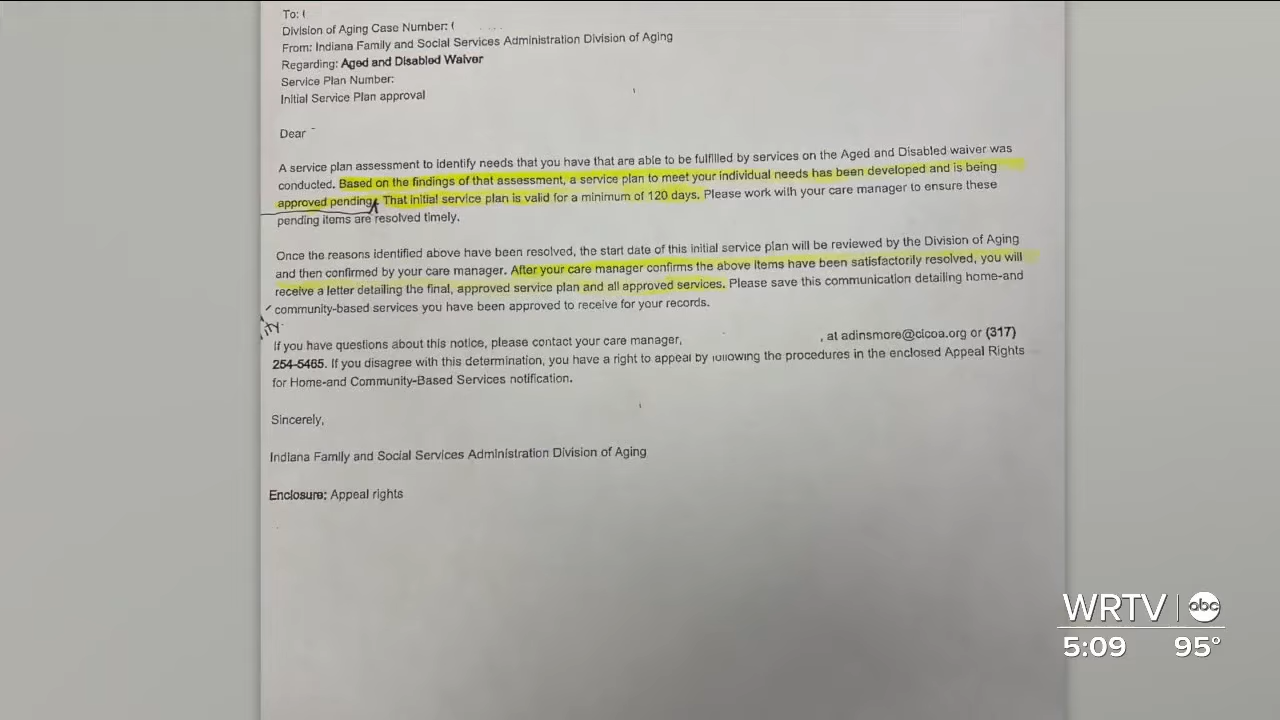 To: (
Division of Aging Case Number: (
From: Indiana Family and Social Services Administration Division of Aging
Regarding: Aged and Disabled Waiver
Service Plan Number:
Initial Service Plan approval
Dear
A service plan assessment to identify needs that you have that are able to be fulfilled by services on the Aged and Disabled waiver was
conducted. Based on the findings of that assessment, a service plan to meet your individual needs has been developed and is being
approved pending. That initial service plan is valid for a minimum of 120 days. Please work with your care manager to ensure these
pending items are resolved timely.
Once the reasons identified above have been resolved, the start date of this initial service plan will be reviewed by the Division of Aging
and then confirmed by your care manager. After your care manager confirms the above items have been satisfactorily resolved, you will
receive a letter detailing the final, approved service plan and all approved services. Please save this communication detailing home-and
community-based services you have been approved to receive for your records.
If you have questions about this notice, please contact your care manager, , at adinsmore@cicoa.org or (317)
254-5465. If you disagree with this determination, you have a right to appeal by following the procedures in the enclosed Appeal Rights
for Home-and Community-Based Services notification.
Sincerely,
Indiana Family and Social Services Administration Division of Aging
Enclosure: Appeal rights
WRTV abc
5:09 95°